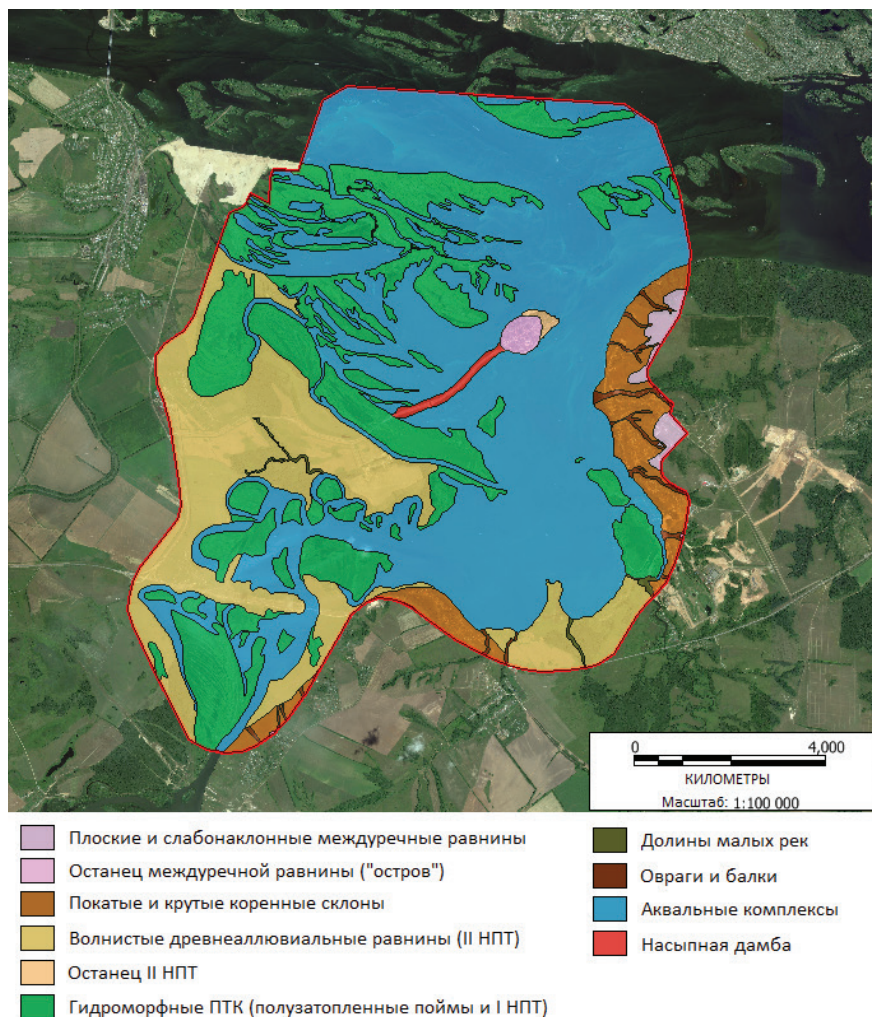 0 4,000
КИЛОМЕТРЫ
Масштаб: 1:100 000
Плоские и слабонаклонные междуречные равнины
Останец междуречной равнины ("остров")
Покатые и крутые коренные склоны
Волнистые древнеаллювиальные равнины (II НПТ)
Останец II НПТ
Гидроморфные ПТК (полузатопленные поймы и I НПТ)
Долины малых рек
Овраги и балки
Аквальные комплексы
Насыпная дамба